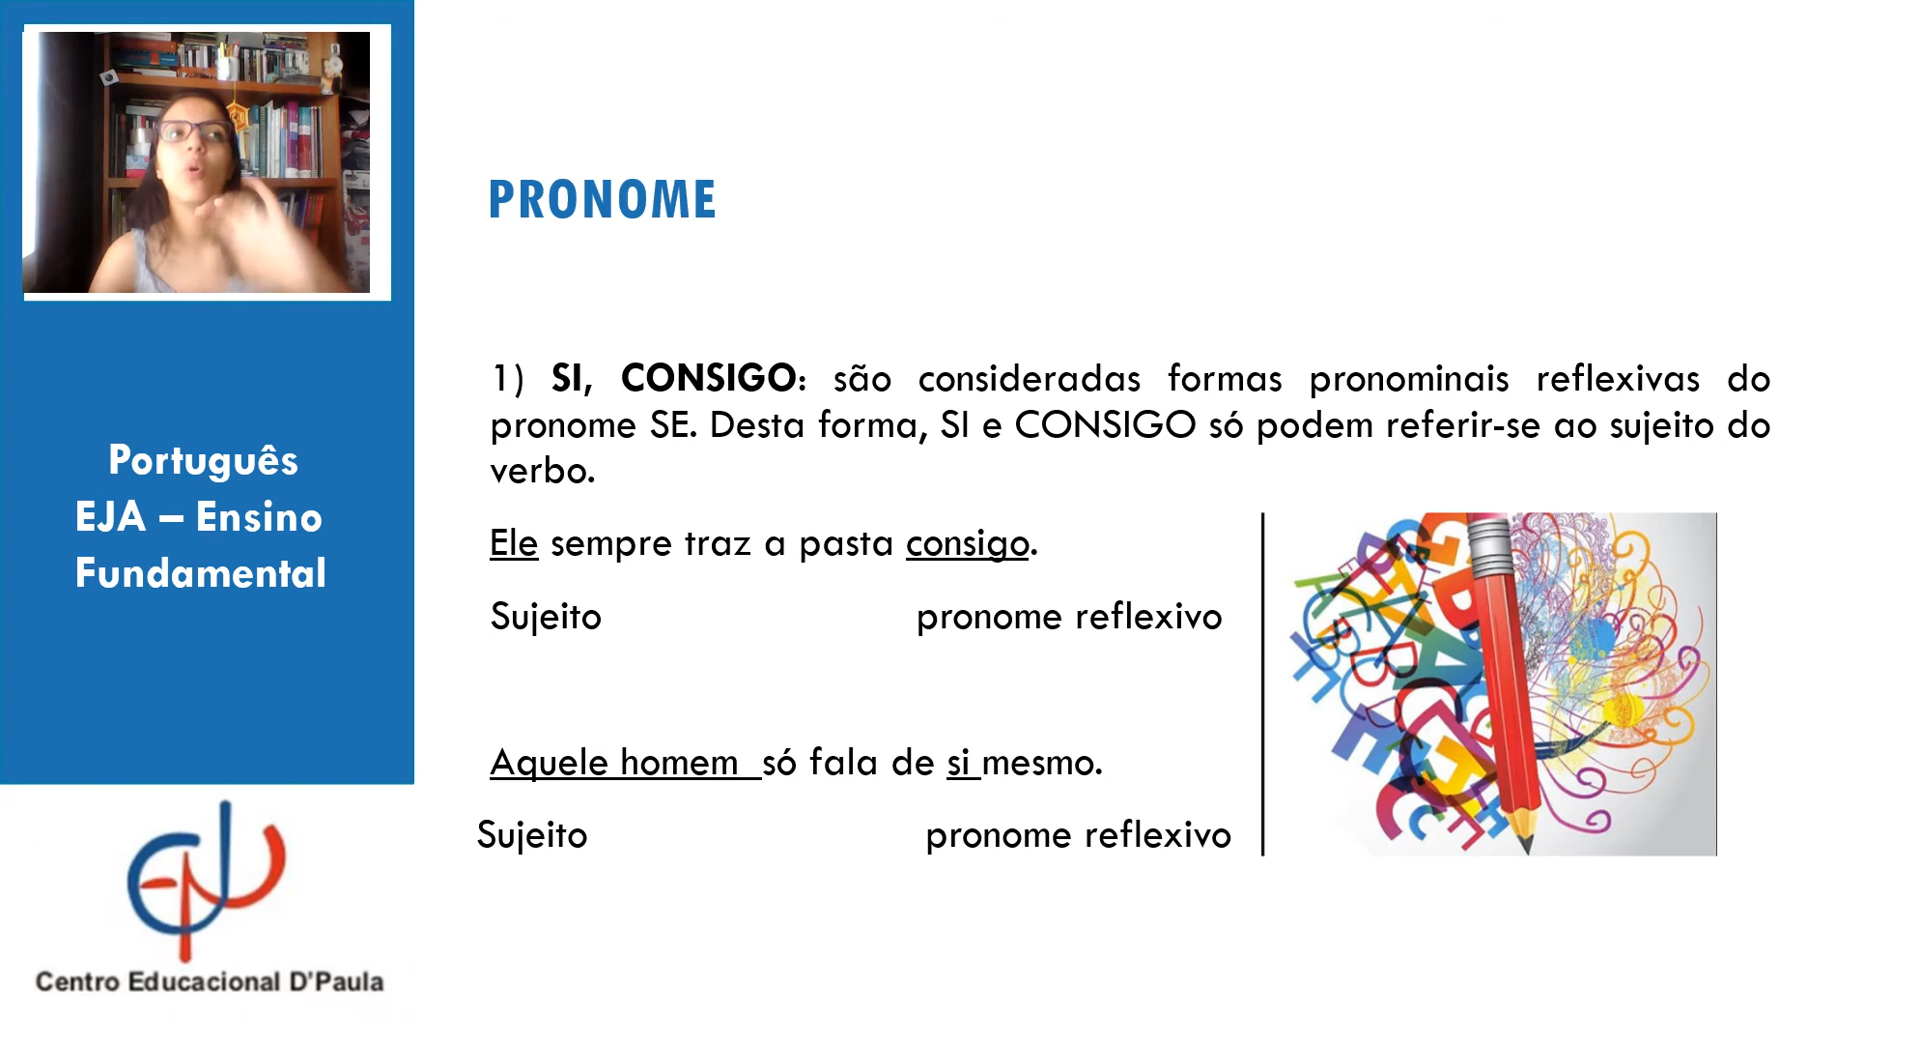 PRONOME
1) SI, CONSIGO: são consideradas formas pronominais reflexivas do
pronome SE. Desta forma, SI e CONSIGO só podem referir-se ao sujeito do
verbo.
Ele sempre traz a pasta consigo.
Sujeito pronome reflexivo
Aquele homem só fala de si mesmo.
Sujeito pronome reflexivo
Português
EJA – Ensino
Fundamental
Centro Educacional D'Paula